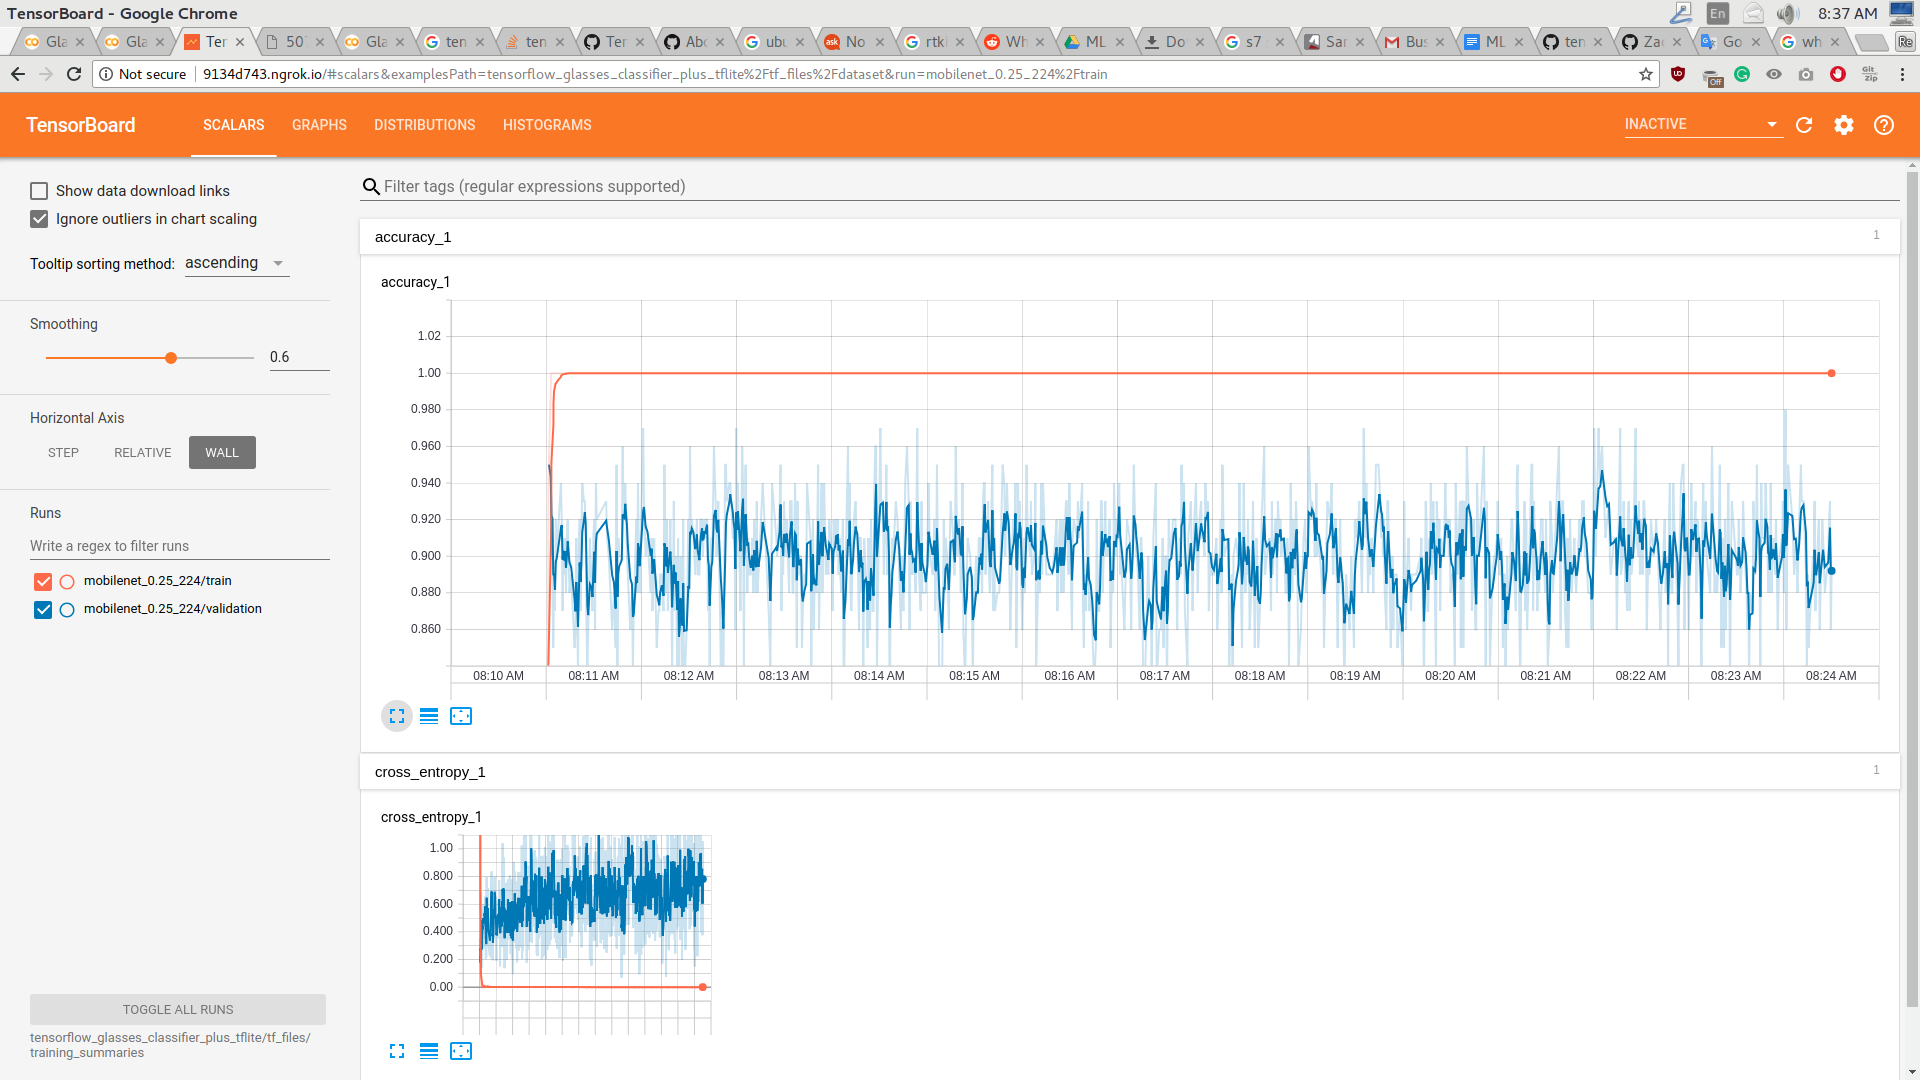 TensorBoard - Google Chrome
En
8:37 AM
Gla
Gla
Ter
50
Gla
ten
ten
Ter
Abo
ubu
No
rtki
Wh
ML
Do
s7
Sar
Bus
ML
ten
Zac
Go
wh
Re
Not secure
9134d743.ngrok.io/#scalars&examplesPath=tensorflow_glasses_classifier_plus_tflite%2Ftf_files%2Fdataset&run=mobilenet_0.25_224%2Ftrain
Off
Git
Zip
TensorBoard
SCALARS
GRAPHS
DISTRIBUTIONS
HISTOGRAMS
INACTIVE
Show data download links
Ignore outliers in chart scaling
Tooltip sorting method: ascending
Smoothing
0.6
Horizontal Axis
STEP
RELATIVE
WALL
Runs
Write a regex to filter runs
mobilenet_0.25_224/train
mobilenet_0.25_224/validation
TOGGLE ALL RUNS
tensorflow_glasses_classifier_plus_tflite/tf_files/
training_summaries
Filter tags (regular expressions supported)
accuracy_1
1
accuracy_1
1.02
1.00
0.980
0.960
0.940
0.920
0.900
0.880
0.860
08:10 AM
08:11 AM
08:12 AM
08:13 AM
08:14 AM
08:15 AM
08:16 AM
08:17 AM
08:18 AM
08:19 AM
08:20 AM
08:21 AM
08:22 AM
08:23 AM
08:24 AM
cross_entropy_1
1
cross_entropy_1
1.00
0.800
0.600
0.400
0.200
0.00